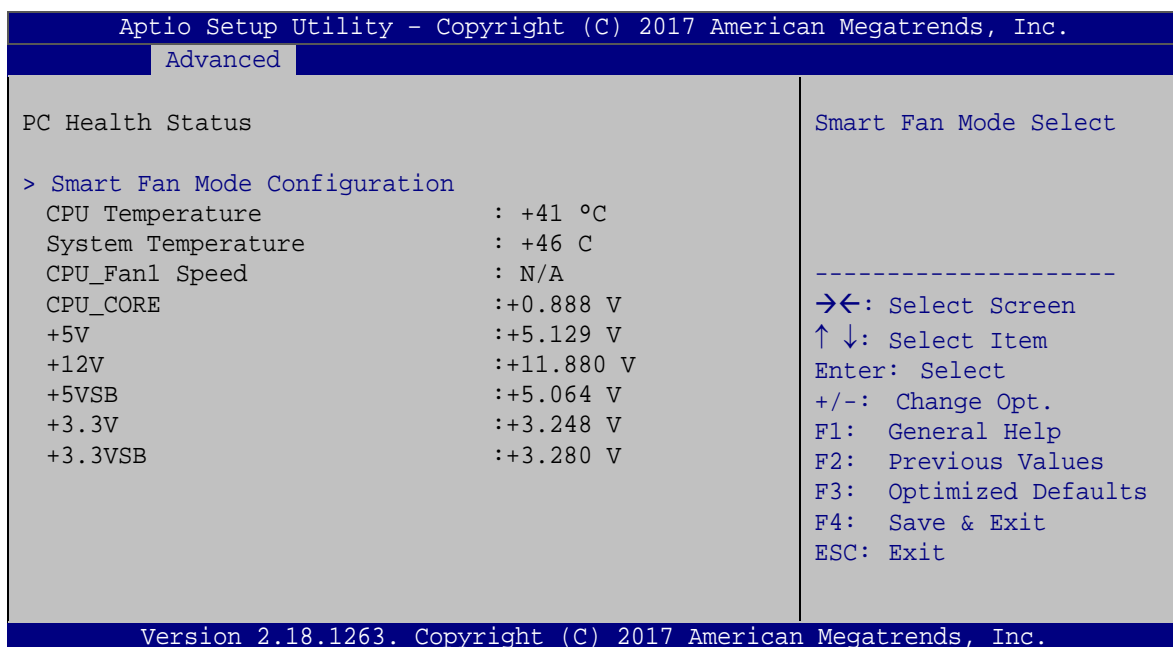 Aptio Setup Utility – Copyright (C) 2017 American Megatrends, Inc.
Advanced
PC Health Status
> Smart Fan Mode Configuration
CPU Temperature : +41 °C
System Temperature : +46 C
CPU_Fan1 Speed : N/A
CPU_CORE :+0.888 V
+5V :+5.129 V
+12V :+11.880 V
+5VSB :+5.064 V
+3.3V :+3.248 V
+3.3VSB :+3.280 V
Smart Fan Mode Select
---------------------
→←: Select Screen
↑ ↓: Select Item
Enter: Select
+/-: Change Opt.
F1: General Help
F2: Previous Values
F3: Optimized Defaults
F4: Save & Exit
ESC: Exit
Version 2.18.1263. Copyright (C) 2017 American Megatrends, Inc.